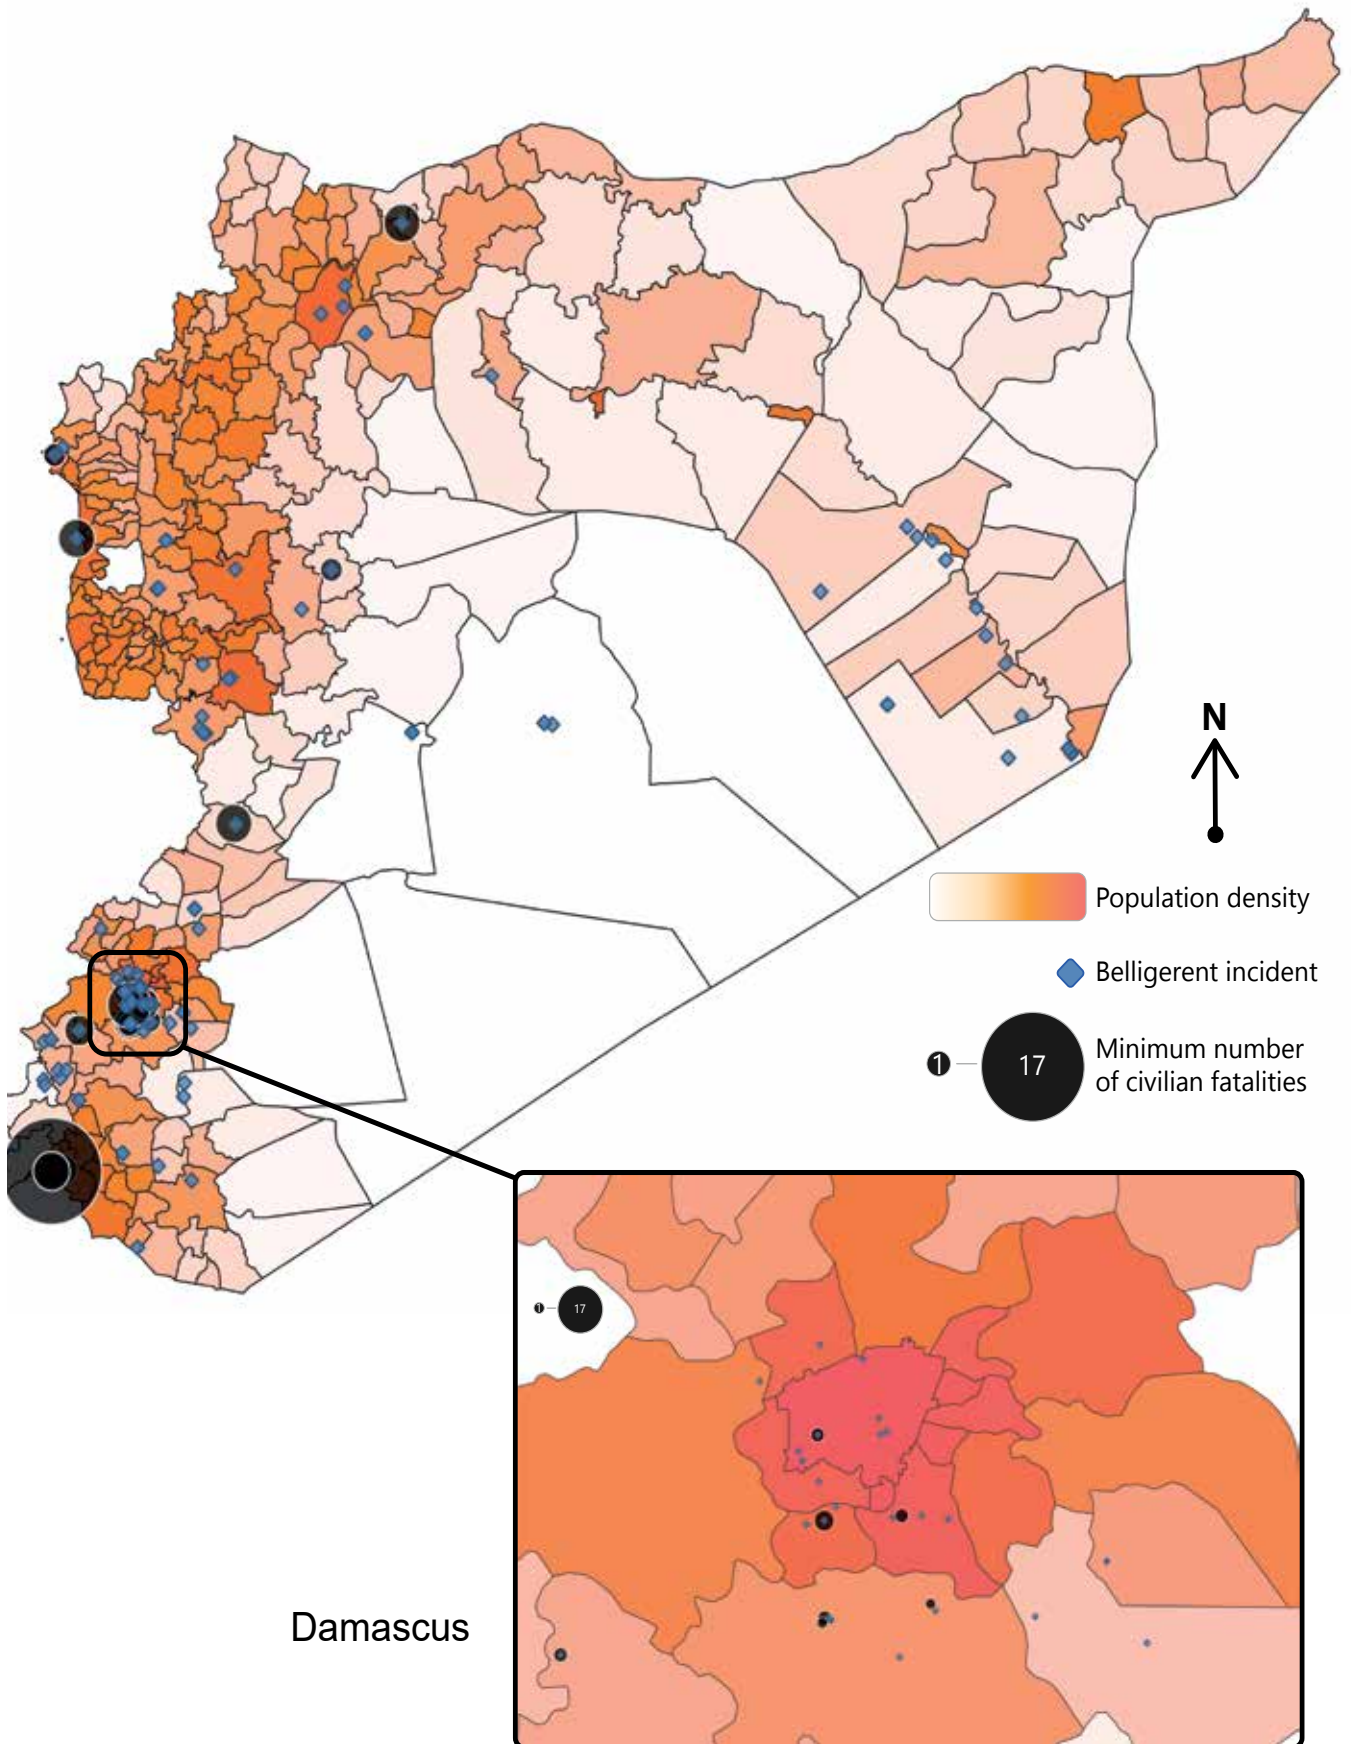 N
Population density
Belligerent incident
1
17
Minimum number
of civilian fatalities
1
17
Damascus